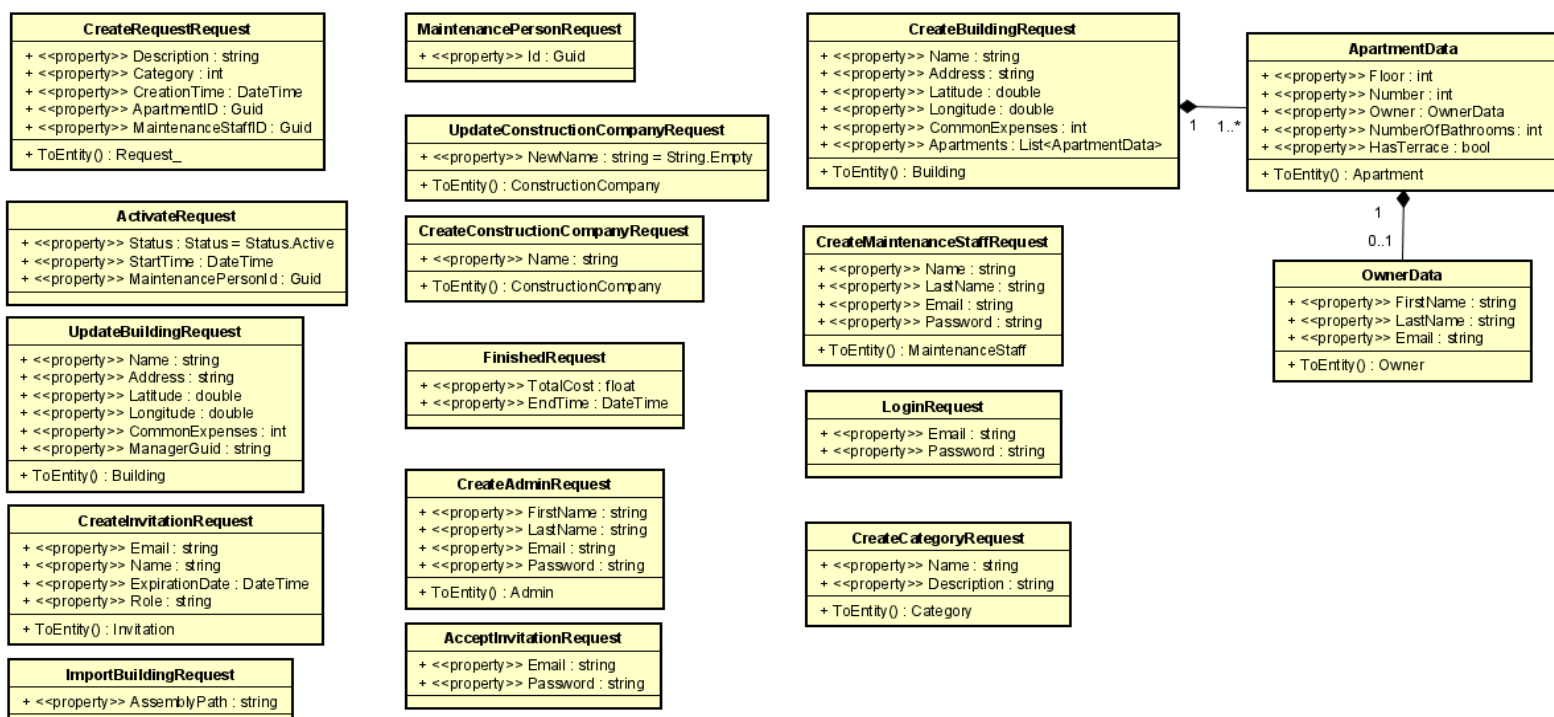 CreateRequestRequest
+ <<property>> Description : string
+ <<property>> Category : int
+ <<property>> CreationTime : DateTime
+ <<property>> ApartmentID : Guid
+ <<property>> MaintenanceStaffID : Guid
+ ToEntity() : Request_
ActivateRequest
+ <<property>> Status : Status = Status.Active
+ <<property>> StartTime : DateTime
+ <<property>> MaintenancePersonId : Guid
UpdateBuildingRequest
+ <<property>> Name : string
+ <<property>> Address : string
+ <<property>> Latitude : double
+ <<property>> Longitude : double
+ <<property>> CommonExpenses : int
+ <<property>> ManagerGuid : string
+ ToEntity() : Building
CreateInvitationRequest
+ <<property>> Email : string
+ <<property>> Name : string
+ <<property>> ExpirationDate : DateTime
+ <<property>> Role : string
+ ToEntity() : Invitation
ImportBuildingRequest
+ <<property>> AssemblyPath : string
MaintenancePersonRequest
+ <<property>> Id : Guid
UpdateConstructionCompanyRequest
+ <<property>> NewName : string = String.Empty
+ ToEntity() : ConstructionCompany
CreateConstructionCompanyRequest
+ <<property>> Name : string
+ ToEntity() : ConstructionCompany
FinishedRequest
+ <<property>> TotalCost : float
+ <<property>> EndTime : DateTime
CreateAdminRequest
+ <<property>> FirstName : string
+ <<property>> LastName : string
+ <<property>> Email : string
+ <<property>> Password : string
+ ToEntity() : Admin
AcceptInvitationRequest
+ <<property>> Email : string
+ <<property>> Password : string
CreateBuildingRequest
+ <<property>> Name : string
+ <<property>> Address : string
+ <<property>> Latitude : double
+ <<property>> Longitude : double
+ <<property>> CommonExpenses : int
+ <<property>> Apartments : List<ApartmentData>
+ ToEntity() : Building
1 1..*
ApartmentData
+ <<property>> Floor : int
+ <<property>> Number : int
+ <<property>> Owner : OwnerData
+ <<property>> NumberOfBathrooms : int
+ <<property>> HasTerrace : bool
+ ToEntity() : Apartment
1
0..1
OwnerData
+ <<property>> FirstName : string
+ <<property>> LastName : string
+ <<property>> Email : string
+ ToEntity() : Owner
CreateMaintenanceStaffRequest
+ <<property>> Name : string
+ <<property>> LastName : string
+ <<property>> Email : string
+ <<property>> Password : string
+ ToEntity() : MaintenanceStaff
LoginRequest
+ <<property>> Email : string
+ <<property>> Password : string
CreateCategoryRequest
+ <<property>> Name : string
+ <<property>> Description : string
+ ToEntity() : Category